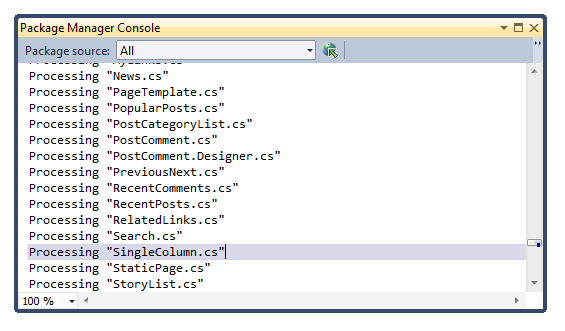 Package Manager Console
Package source: All
Processing "News.cs"
Processing "PageTemplate.cs"
Processing "PopularPosts.cs"
Processing "PostCategoryList.cs"
Processing "PostComment.cs"
Processing "PostComment.Designer.cs"
Processing "PreviousNext.cs"
Processing "RecentComments.cs"
Processing "RecentPosts.cs"
Processing "RelatedLinks.cs"
Processing "Search.cs"
Processing "SingleColumn.cs"
Processing "StaticPage.cs"
Processing "StoryList.cs"
100 %